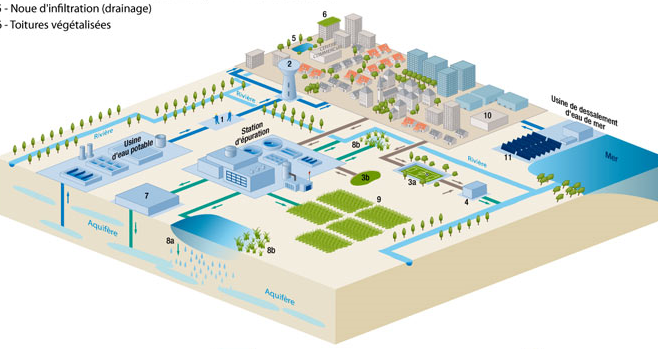 5 - Noue d'infiltration (drainage)
6 - Toitures végétalisées
6
5
CENTRE
COMMERCIAL
2
Rivière
Rivière
1
10
Usine de dessalement
d'eau de mer
Usine
d'eau potable
Station
d'épuration
8b
Rivière
11
Mer
3b
3a
4
7
9
Aquifère
8a
8b
Aquifère